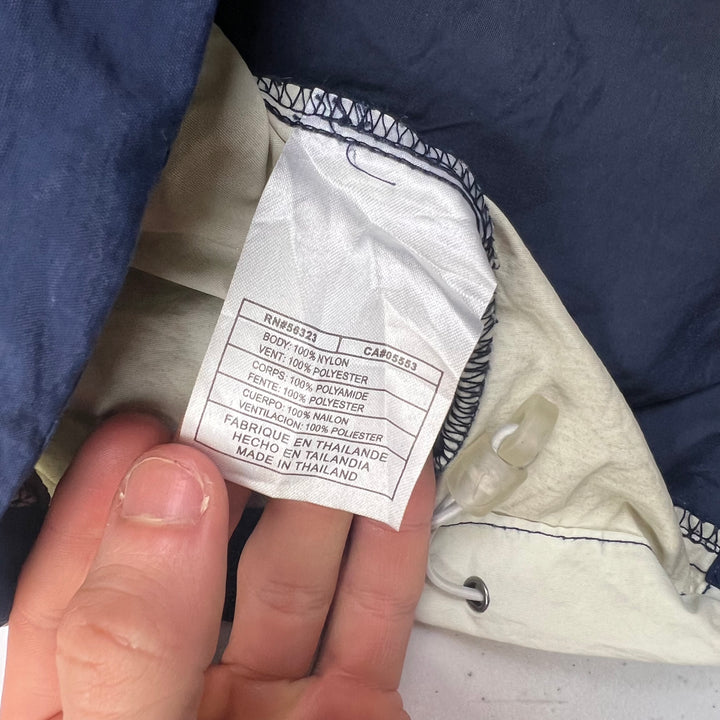 RN#56323 CA#05553
BODY: 100% NYLON
VENT: 100% POLYESTER
CORPS: 100% POLYAMIDE
FENTE: 100% POLYESTER
CUERPO: 100% NAILON
VENTILACION: 100% POLIESTER
FABRIQUE EN THAILANDE
HECHO EN TAILANDIA
MADE IN THAILAND